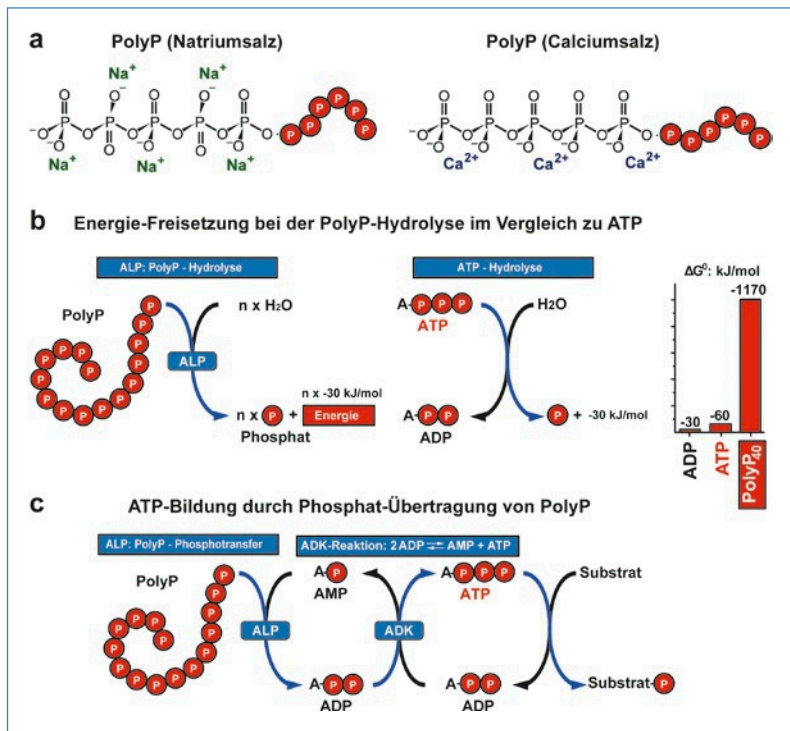 a
PolyP (Natriumsalz)
PolyP (Calciumsalz)
Na⁺ Na⁺
O O⁻ O O⁻ O
⁻O P O P O P O P O P O P P P P P
O⁻ O O⁻ O O⁻
Na⁺ Na⁺ Na⁺
O O O O O
⁻O P O P O P O P O P O P P P P P P
O⁻ O⁻ O⁻ O⁻ O⁻
Ca²⁺ Ca²⁺ Ca²⁺
b
Energie-Freisetzung bei der PolyP-Hydrolyse im Vergleich zu ATP
ALP: PolyP - Hydrolyse
PolyP
P P P P P P P P P P P P P P P P P
n x H₂O
ALP
n x P + Energie
Phosphat
n x -30 kJ/mol
ATP - Hydrolyse
A-P P P
ATP
H₂O
A-P P
ADP
P + -30 kJ/mol
ΔG⁰: kJ/mol
-1170
-30
-60
ADP
ATP
PolyP₄₀
c
ATP-Bildung durch Phosphat-Übertragung von PolyP
ALP: PolyP - Phosphotransfer
ADK-Reaktion: 2 ADP ⇌ AMP + ATP
PolyP
P P P P P P P P P P P P P P P P P
A-P
AMP
A-P P P
ATP
Substrat
ALP
ADK
A-P P
ADP
A-P P
ADP
Substrat-P